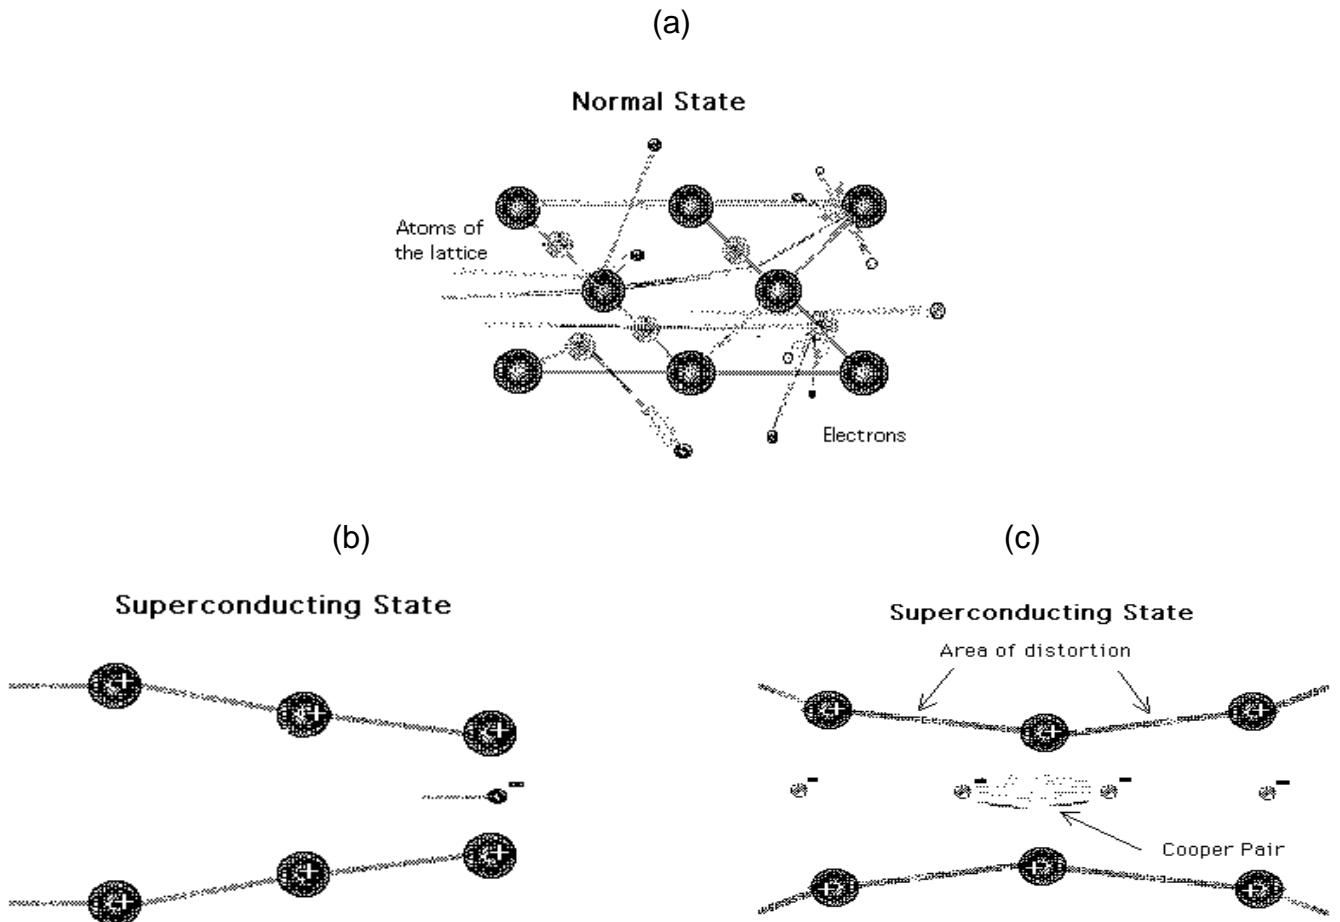 (a)
Normal State
Atoms of
the lattice
Electrons
(b)
Superconducting State
+
+
+
-
+
+
+
(c)
Superconducting State
Area of distortion
+
+
+
-
-
-
-
Cooper Pair
+
+
+